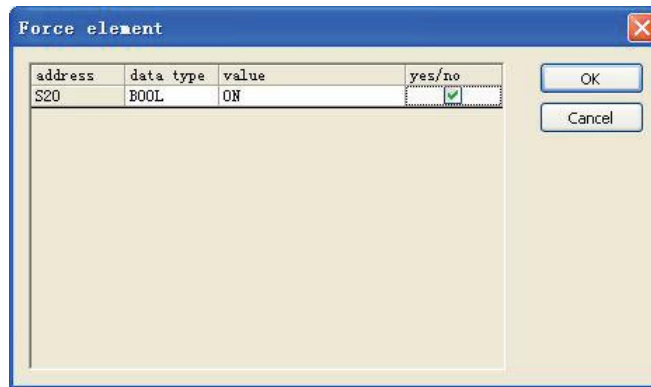 Force element
address data type value yes/no OK
S20 BOOL ON
Cancel